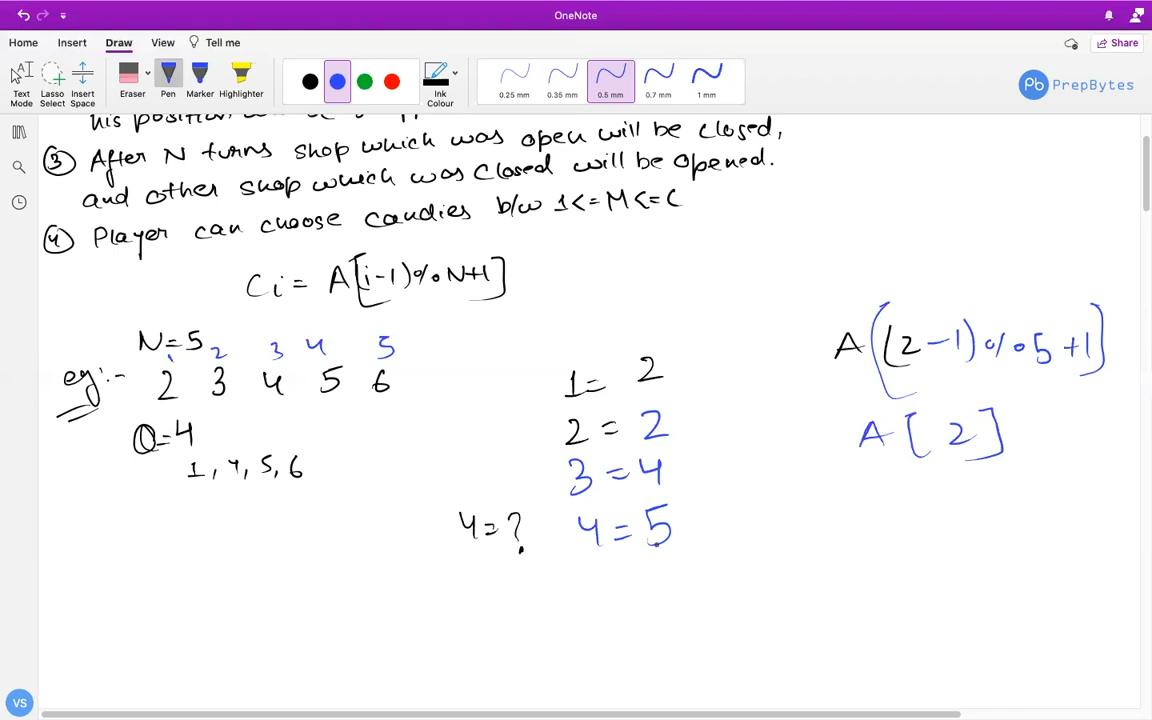 OneNote
Home Insert Draw View Tell me Share
Text Mode Lasso Select Insert Space Eraser Pen Marker Highlighter Ink Colour 0.25 mm 0.35 mm 0.5 mm 0.7 mm 1 mm
Pb PrepBytes
his position
③ After N turns shop which was open will be closed,
and other shop which was closed will be opened.
④ Player can choose candies b/w 1<=M<=C
Ci = A[i-1)%N+1]
N=5
1 2 3 4 5
eg:- 2 3 4 5 6
Q=4
1, 4, 5, 6
1 = 2
2 = 2
3 = 4
4 = ? 4 = 5
A((2-1)%5+1)
A[2]
VS